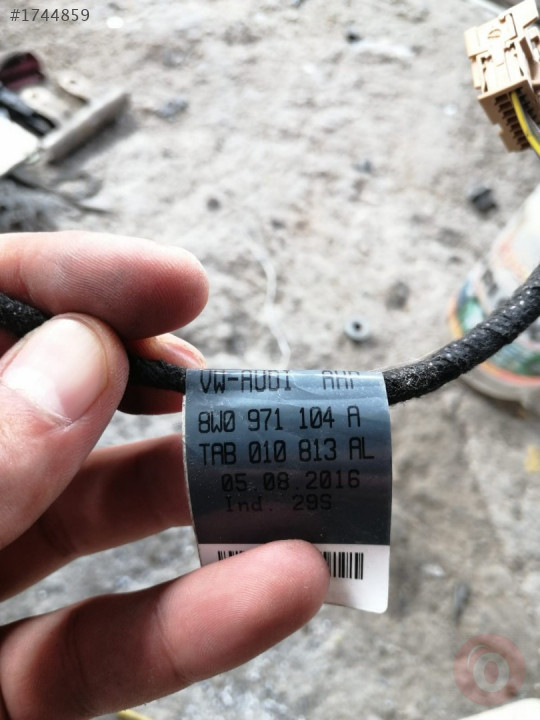 #1744859
VW-AUDI
8W0 971 104 A
TAB 010 813 AL
05.08.2016
Ind. 29S